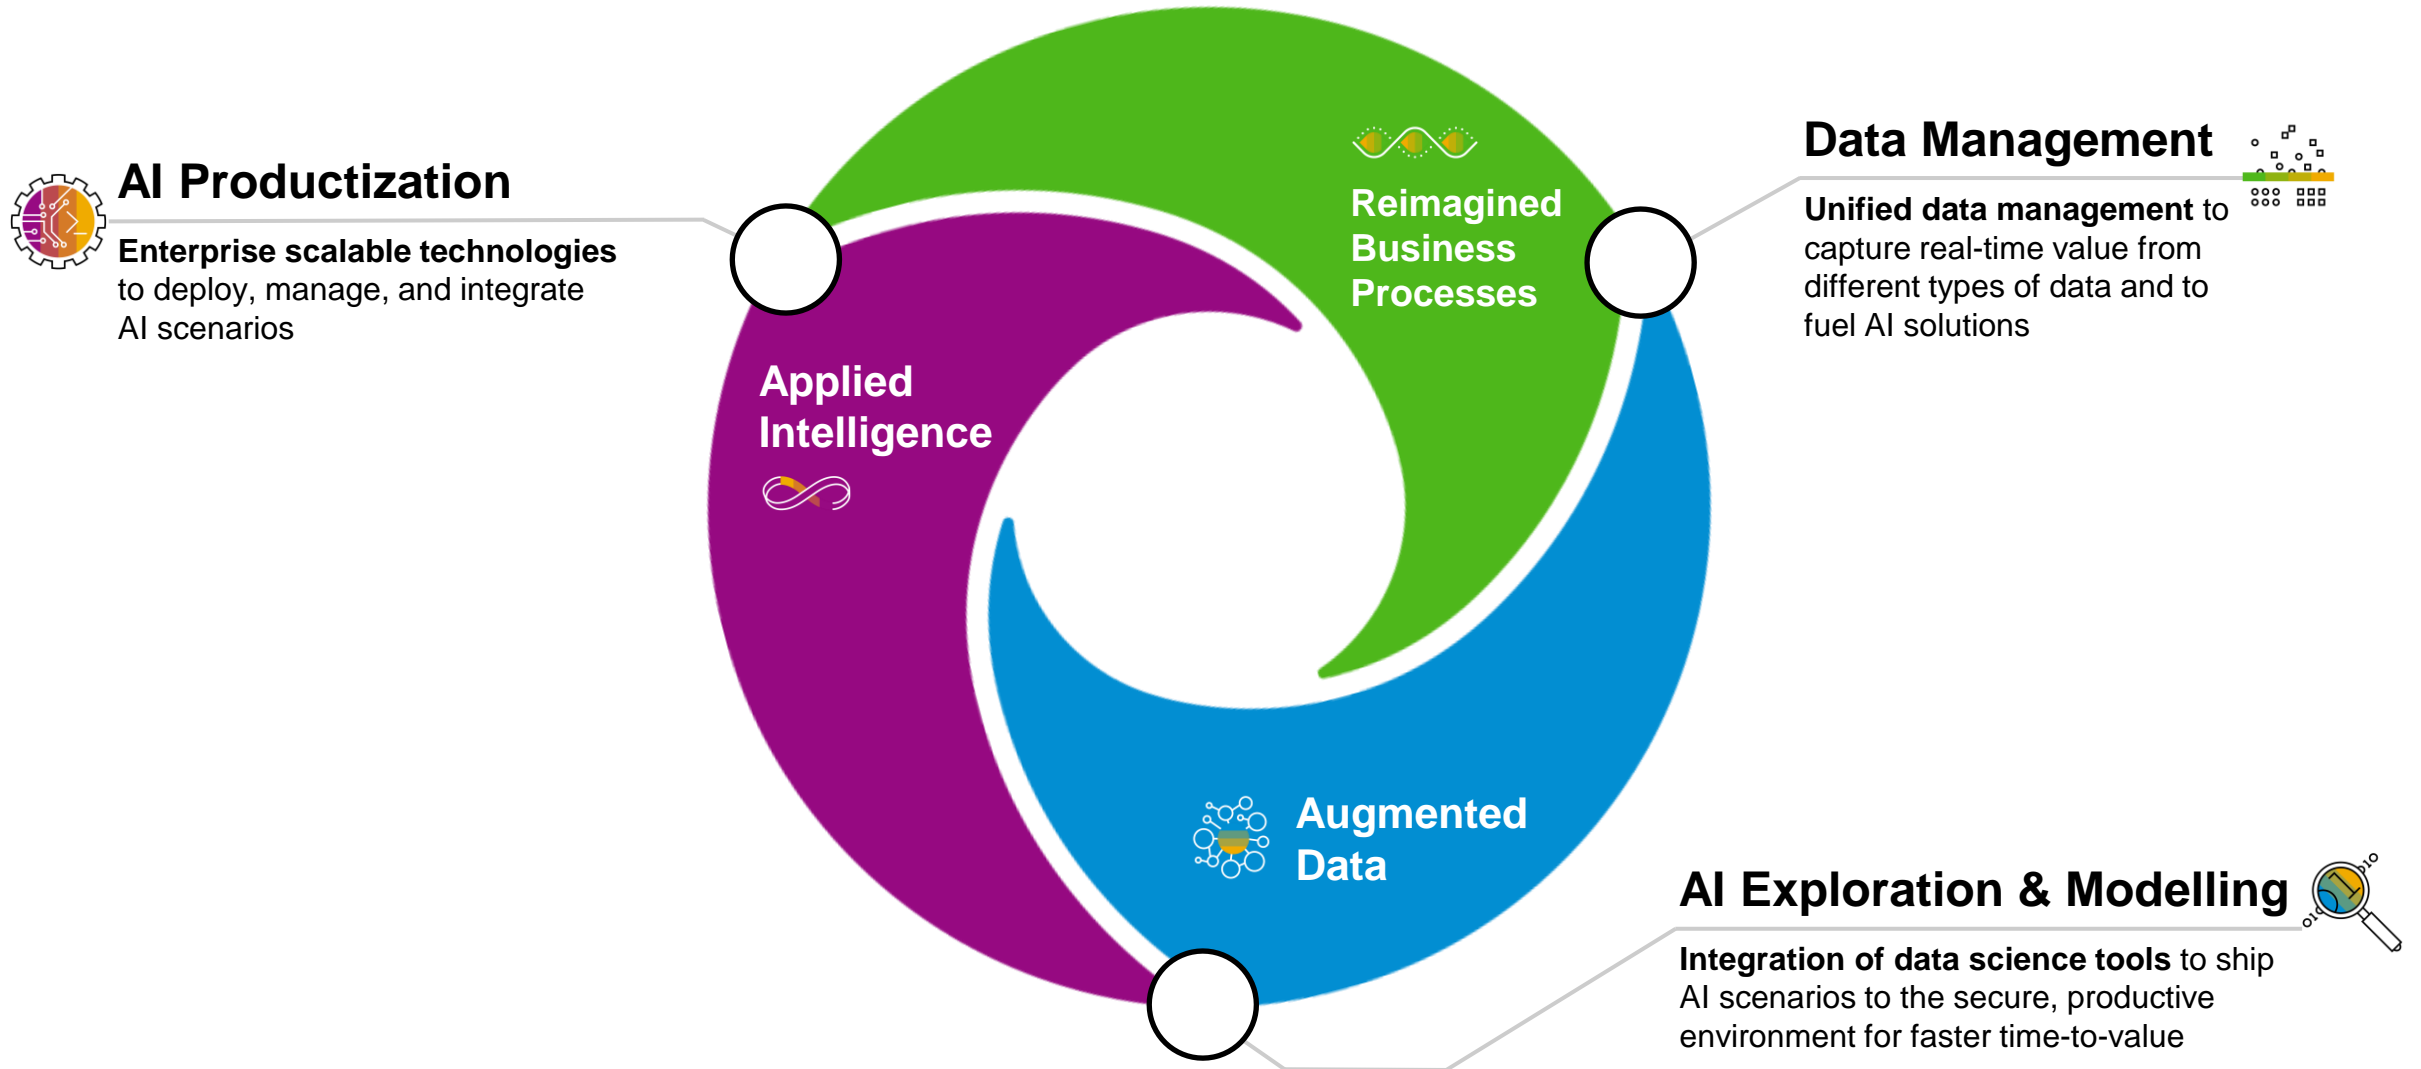 AI Productization
Enterprise scalable technologies
to deploy, manage, and integrate
AI scenarios
Reimagined
Business
Processes
Applied
Intelligence
Augmented
Data
Data Management
Unified data management to
capture real-time value from
different types of data and to
fuel AI solutions
AI Exploration & Modelling
Integration of data science tools to ship
AI scenarios to the secure, productive
environment for faster time-to-value